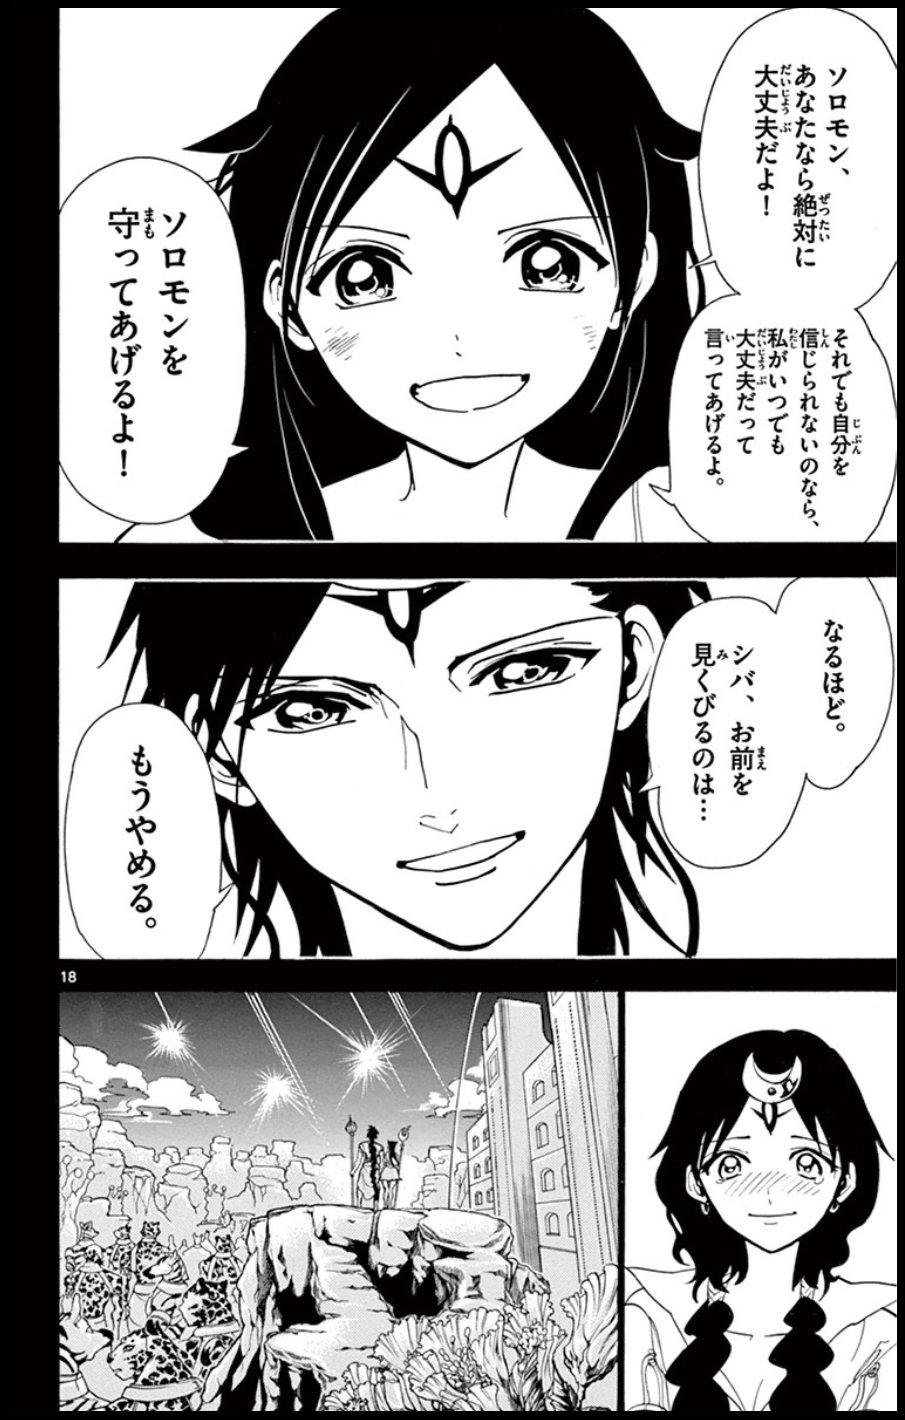 ソロモン、
あなたなら絶対に
大丈夫だよ！
それでも自分を
信じられないのなら、
私がいつでも
大丈夫だって
言ってあげるよ。
ソロモンを
守ってあげるよ！
なるほど。
シバ、お前を
見くびるのは…
もうやめる。
18